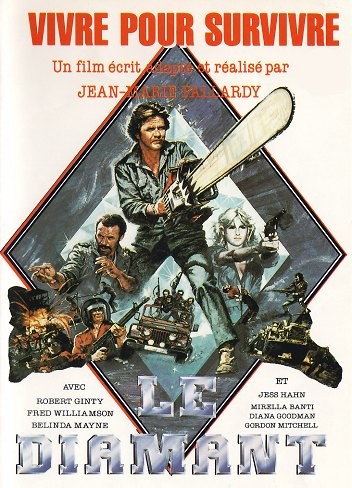 VIVRE POUR SURVIVRE
Un film écrit adapté et réalisé par
JEAN-MARIE PALLARDY
AVEC
ROBERT GINTY
FRED WILLIAMSON
BELINDA MAYNE
ET
JESS HAHN
MIRELLA BANTI
DIANA GOODMAN
GORDON MITCHELL
LE
DIAMANT